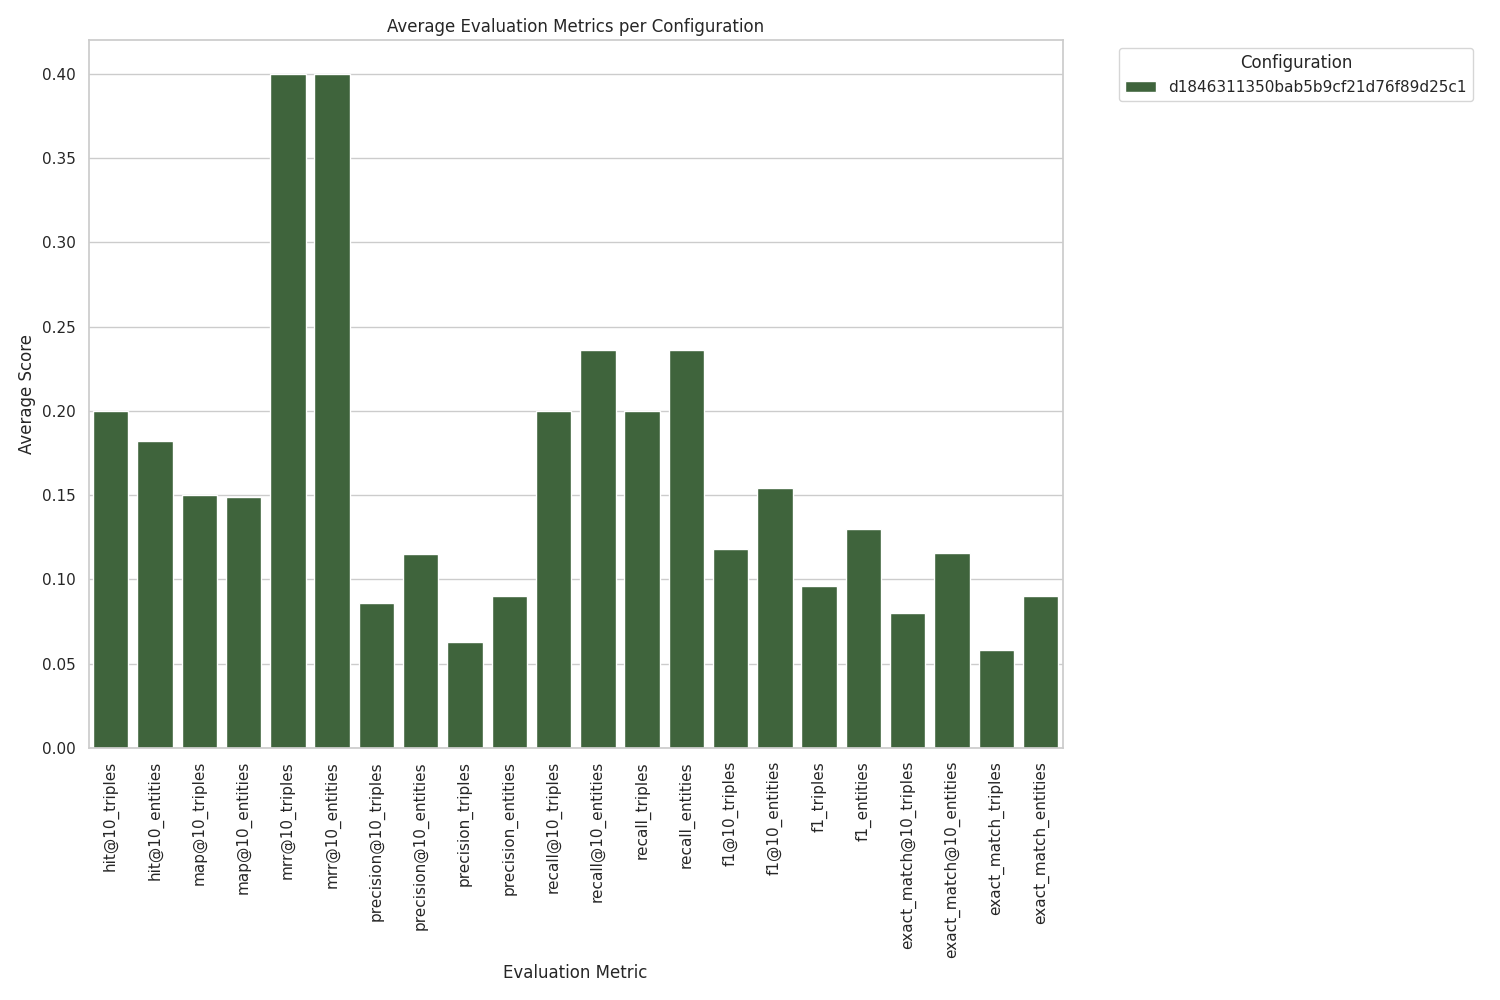 Average Evaluation Metrics per Configuration
Configuration
d1846311350bab5b9cf21d76f89d25c1
Average Score
0.40
0.35
0.30
0.25
0.20
0.15
0.10
0.05
0.00
hit@10_triples
hit@10_entities
map@10_triples
map@10_entities
mrr@10_triples
mrr@10_entities
precision@10_triples
precision@10_entities
precision_triples
precision_entities
recall@10_triples
recall@10_entities
recall_triples
recall_entities
f1@10_triples
f1@10_entities
f1_triples
f1_entities
exact_match@10_triples
exact_match@10_entities
exact_match_triples
exact_match_entities
Evaluation Metric